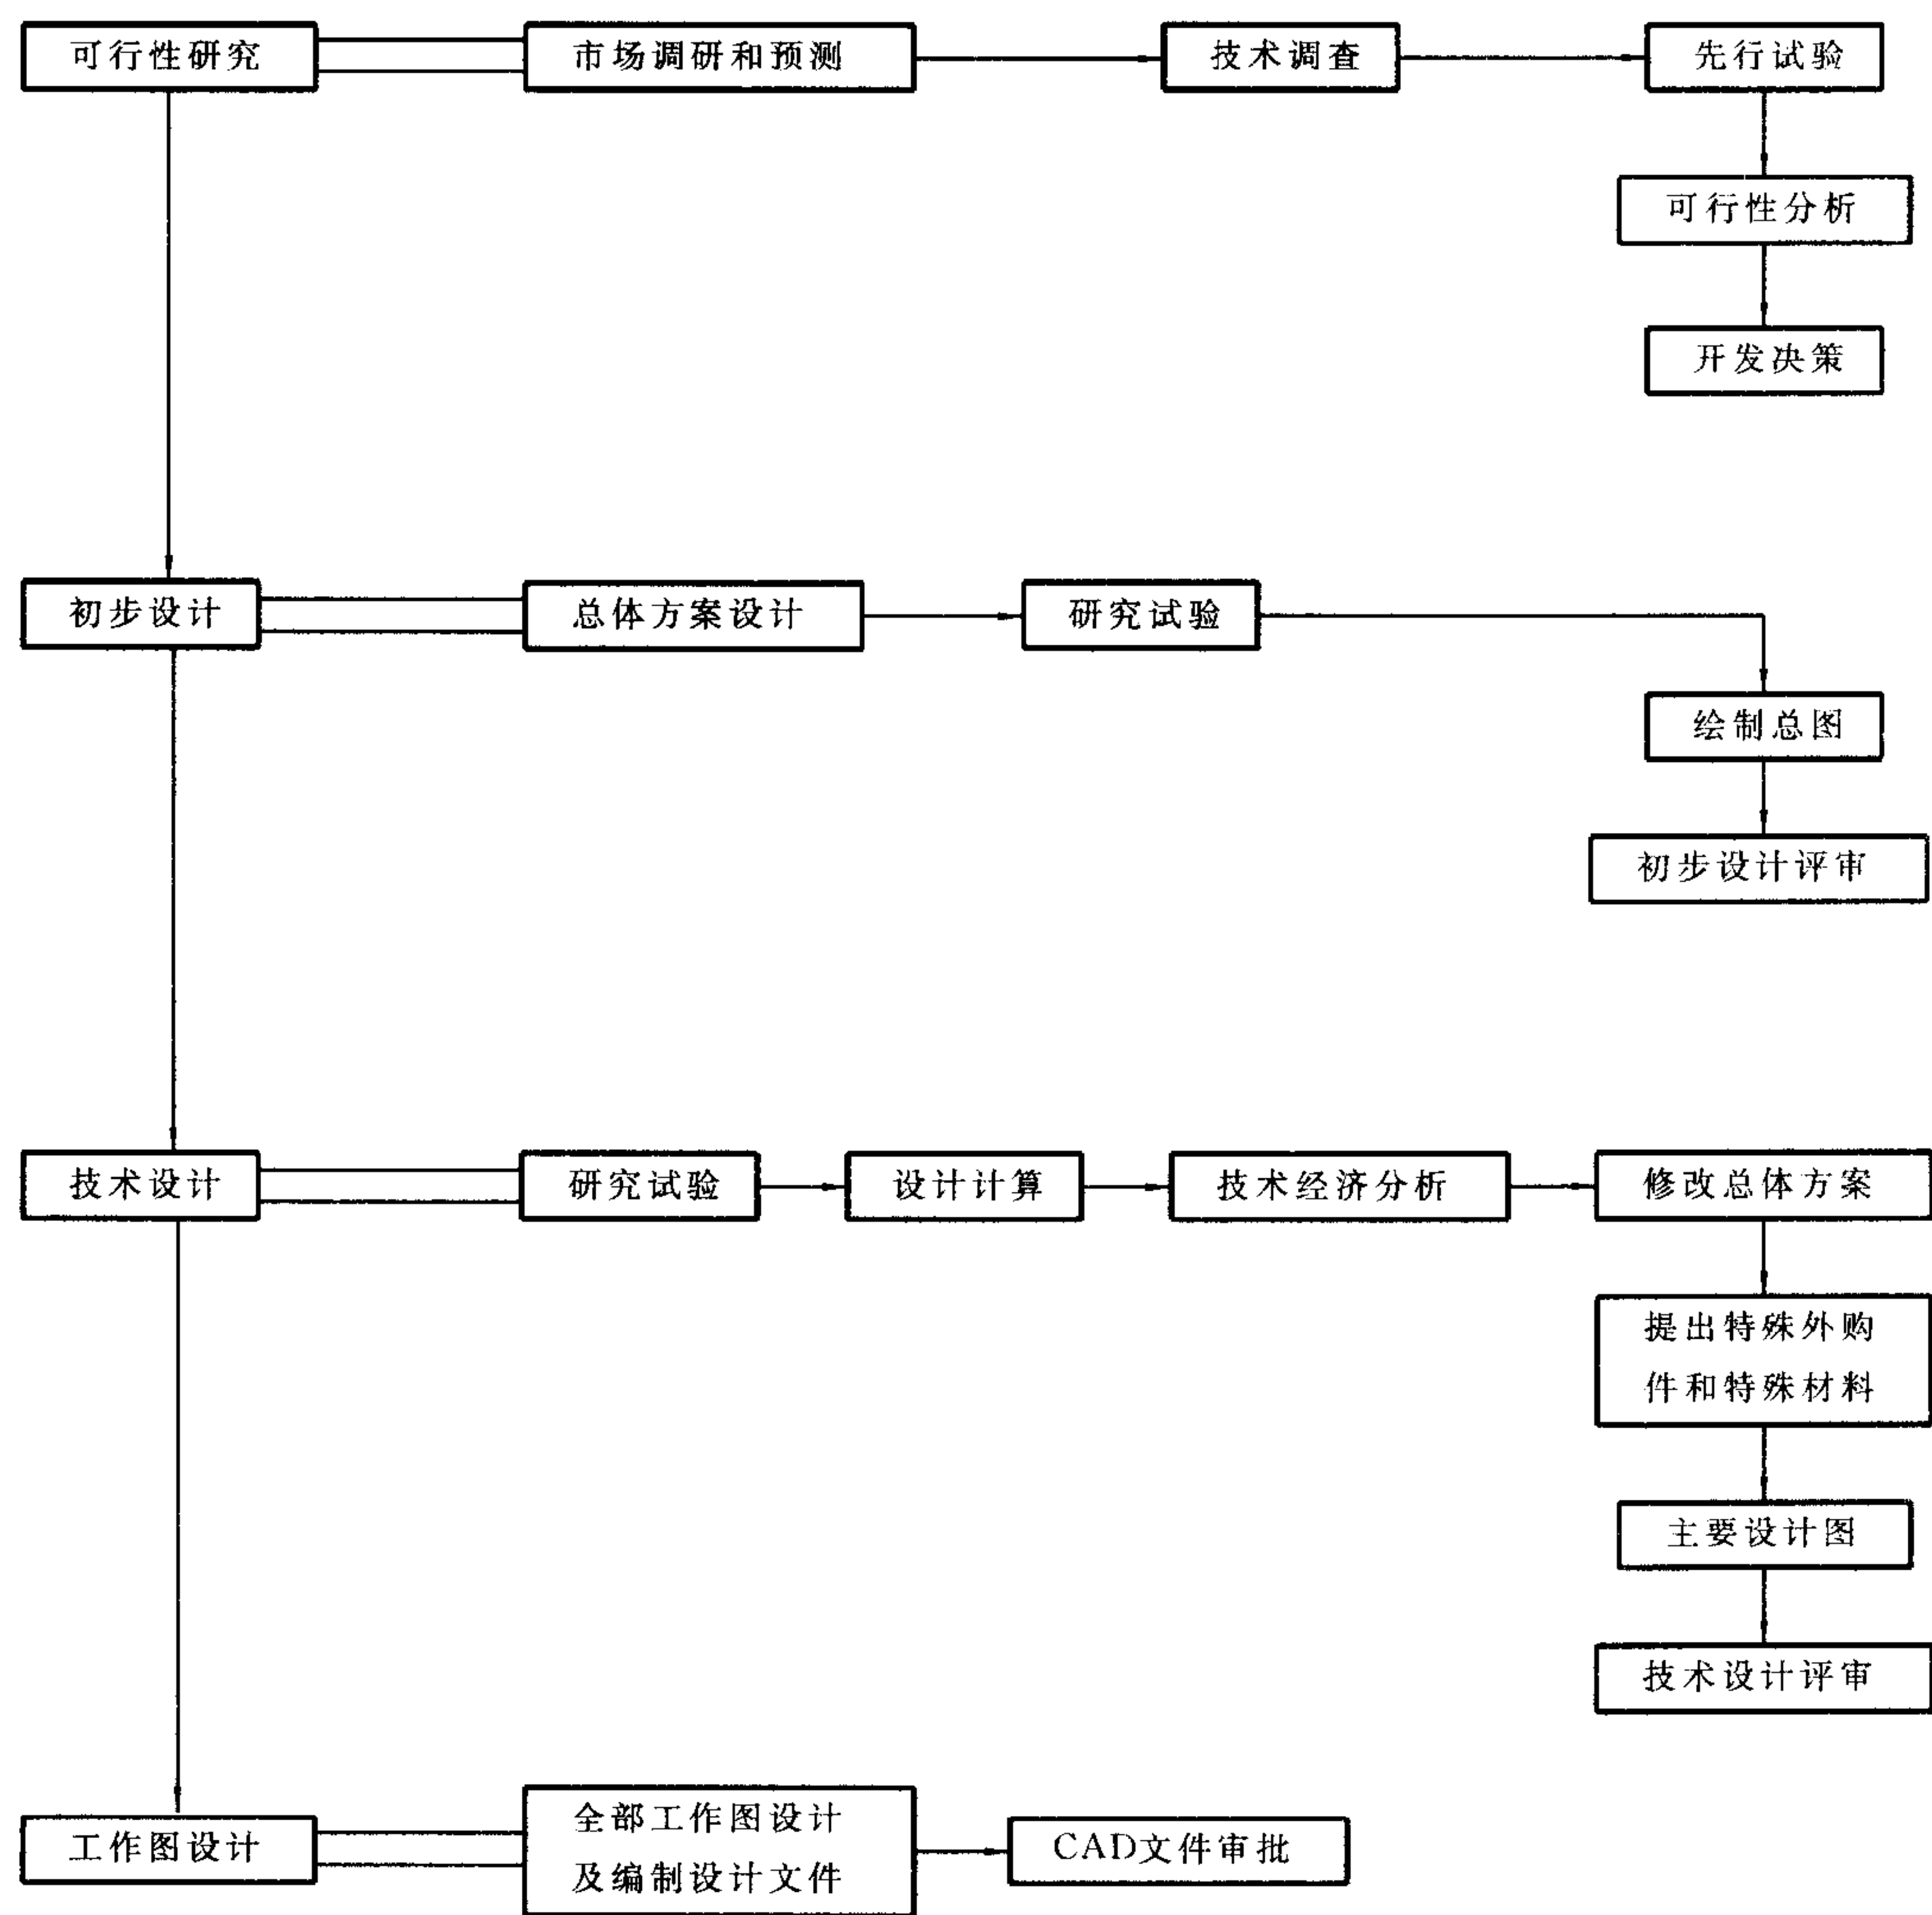 可行性研究
市场调研和预测
技术调查
先行试验
可行性分析
开发决策
初步设计
总体方案设计
研究试验
绘制总图
初步设计评审
技术设计
研究试验
设计计算
技术经济分析
修改总体方案
提出特殊外购
件和特殊材料
主要设计图
技术设计评审
工作图设计
全部工作图设计
及编制设计文件
CAD文件审批